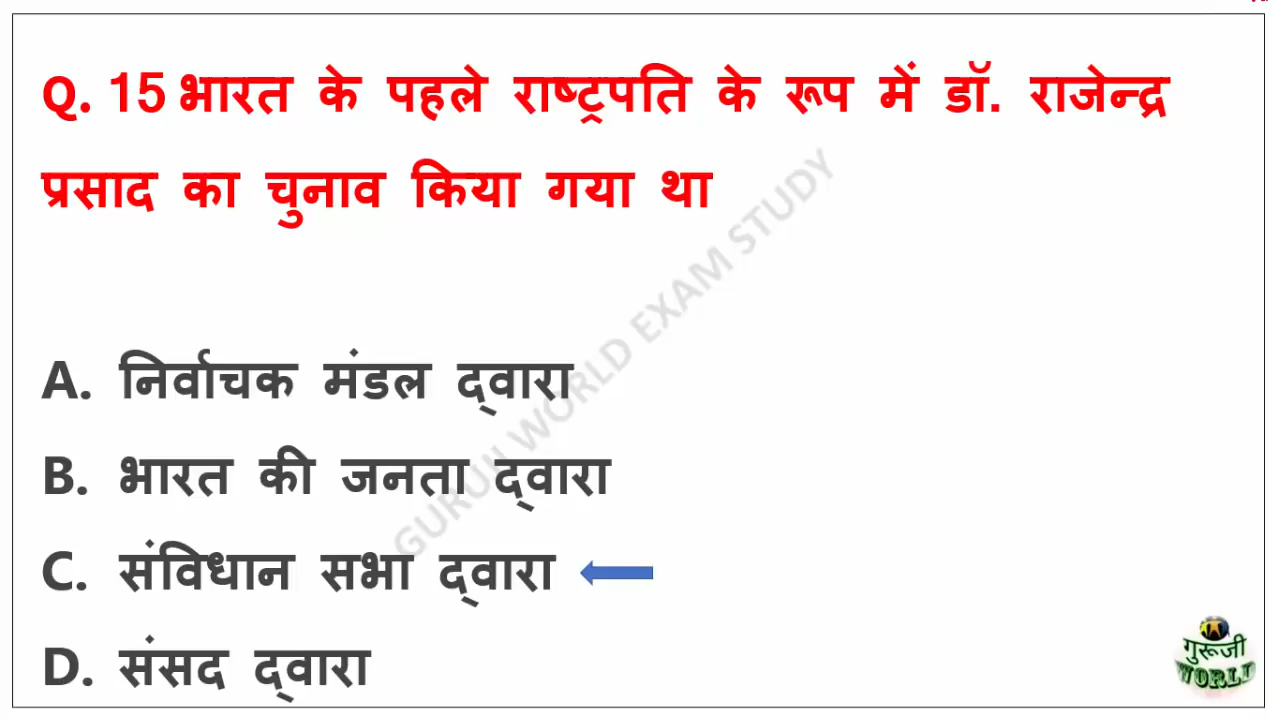 Q. 15 भारत के पहले राष्ट्रपति के रूप में डॉ. राजेन्द्र
प्रसाद का चुनाव किया गया था
GURUJI WORLD EXAM STUDY
A. निर्वाचक मंडल द्वारा
B. भारत की जनता द्वारा
C. संविधान सभा द्वारा
D. संसद द्वारा
गुरूजी
WORLD